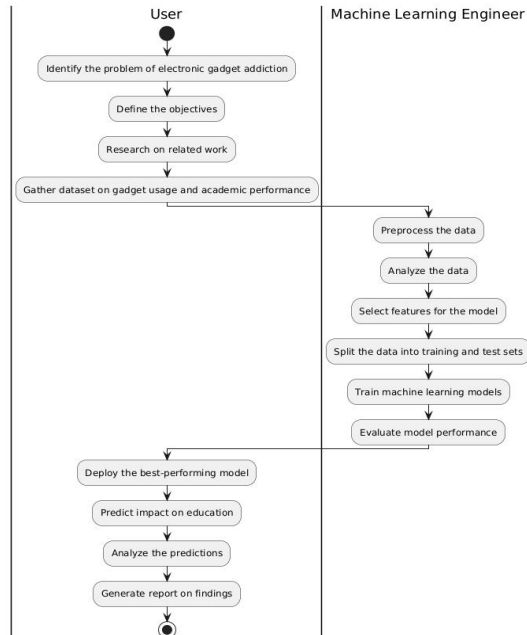 User
Machine Learning Engineer
Identify the problem of electronic gadget addiction
Define the objectives
Research on related work
Gather dataset on gadget usage and academic performance
Preprocess the data
Analyze the data
Select features for the model
Split the data into training and test sets
Train machine learning models
Evaluate model performance
Deploy the best-performing model
Predict impact on education
Analyze the predictions
Generate report on findings